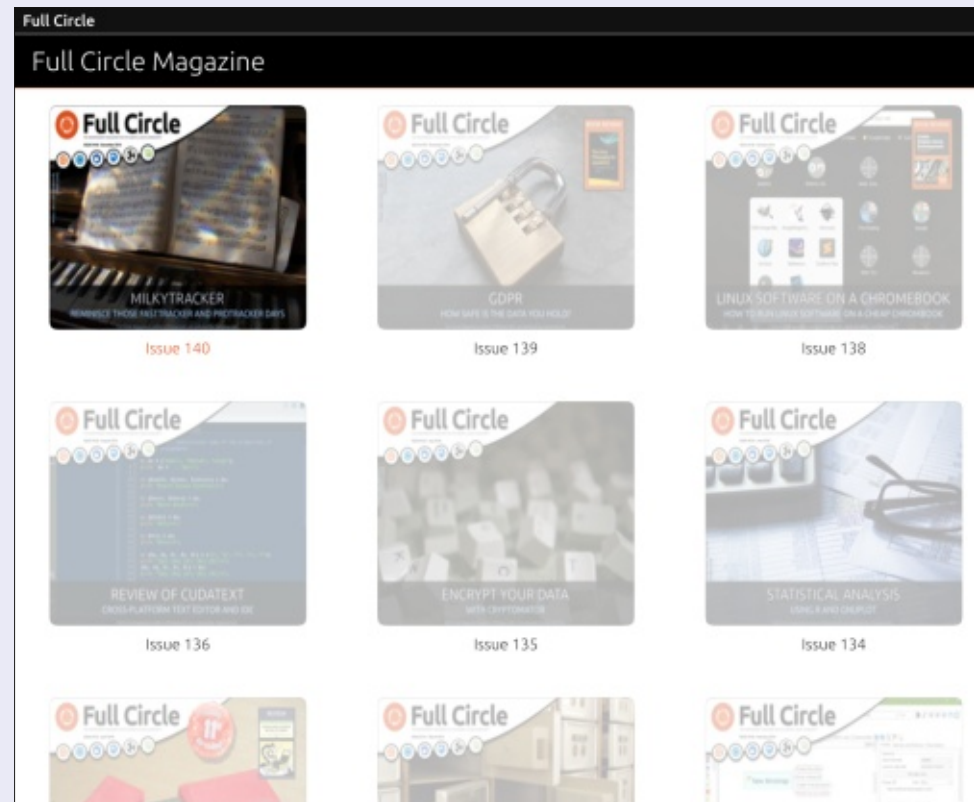 Full Circle
Full Circle Magazine
Full Circle
MILKYTRACKER
REMINISCE THOSE FASTTRACKER AND PROTRACKER DAYS
Issue 140
Full Circle
GDPR
HOW SAFE IS THE DATA YOU HOLD?
Issue 139
Full Circle
LINUX SOFTWARE ON A CHROMEBOOK
HOW TO RUN LINUX SOFTWARE ON A CHEAP CHROMEBOOK
Issue 138
Full Circle
REVIEW OF CUDATEXT
CROSS-PLATFORM TEXT EDITOR AND IDE
Issue 136
Full Circle
ENCRYPT YOUR DATA
WITH CRYPTOMATOR
Issue 135
Full Circle
STATISTICAL ANALYSIS
USING R AND GNUPLOT
Issue 134
Full Circle
Full Circle
Full Circle